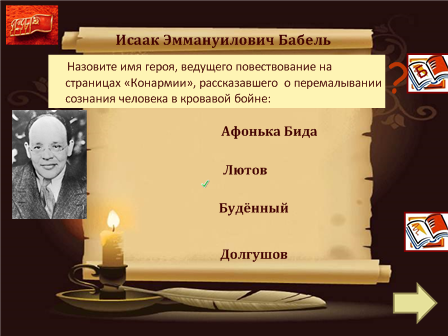 Исаак Эммануилович Бабель
Назовите имя героя, ведущего повествование на
страницах «Конармии», рассказавшего о перемалывании
сознания человека в кровавой бойне:
?
Афонька Бида
Лютов
Будённый
Долгушов